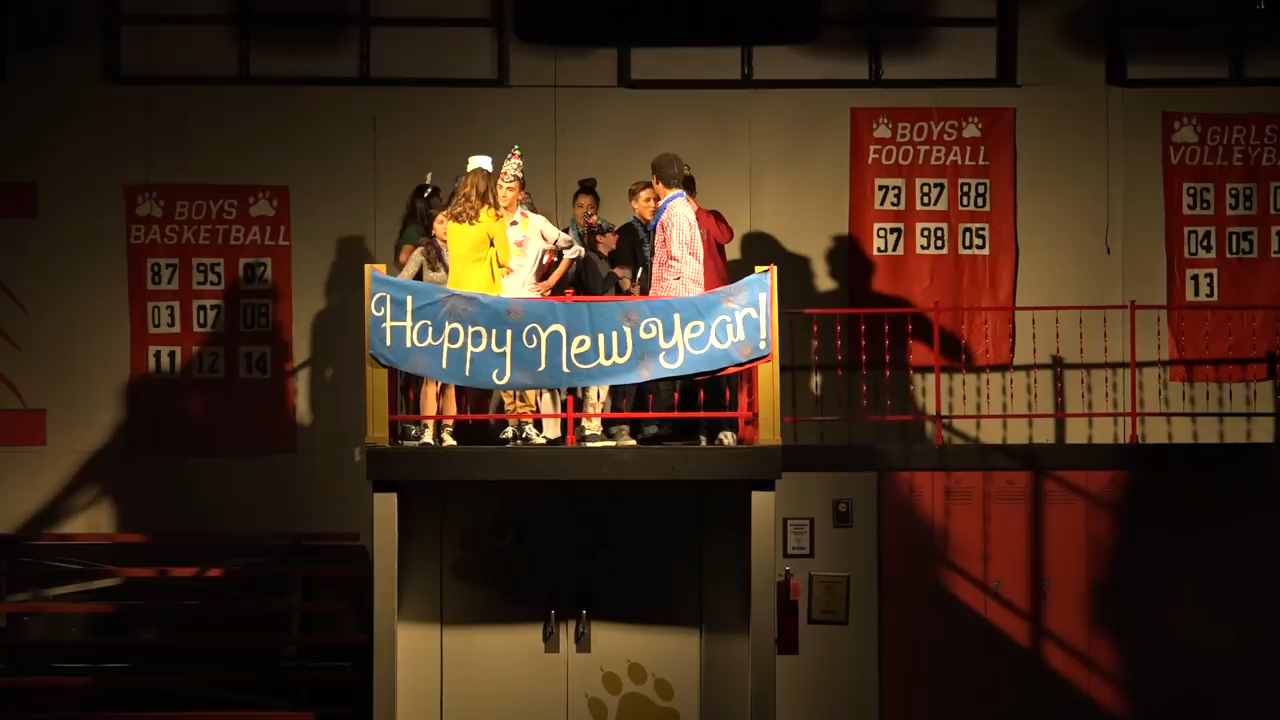 BOYS
BASKETBALL
87 95 02
03 07 08
11 12 14
Happy New Year!
BOYS
FOOTBALL
73 87 88
97 98 05
GIRLS
VOLLEYB
96 98
04 05
13